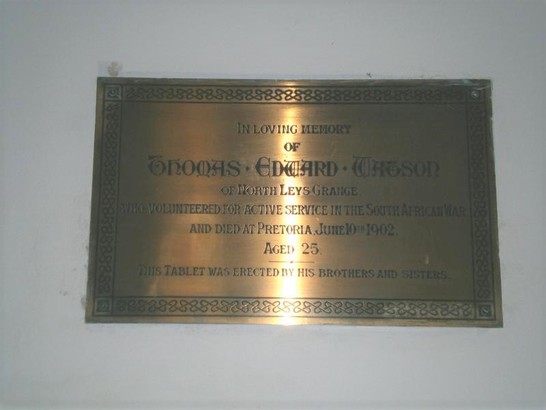 IN LOVING MEMORY
OF
THOMAS · EDWARD · WATSON
OF NORTH LEYS GRANGE
WHO VOLUNTEERED FOR ACTIVE SERVICE IN THE SOUTH AFRICAN WAR
AND DIED AT PRETORIA, JUNE 10TH 1902
AGED 25.
THIS TABLET WAS ERECTED BY HIS BROTHERS AND SISTERS.